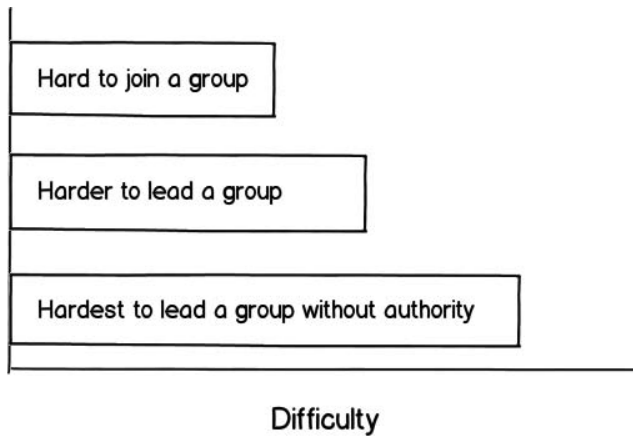 Hard to join a group
Harder to lead a group
Hardest to lead a group without authority
Difficulty